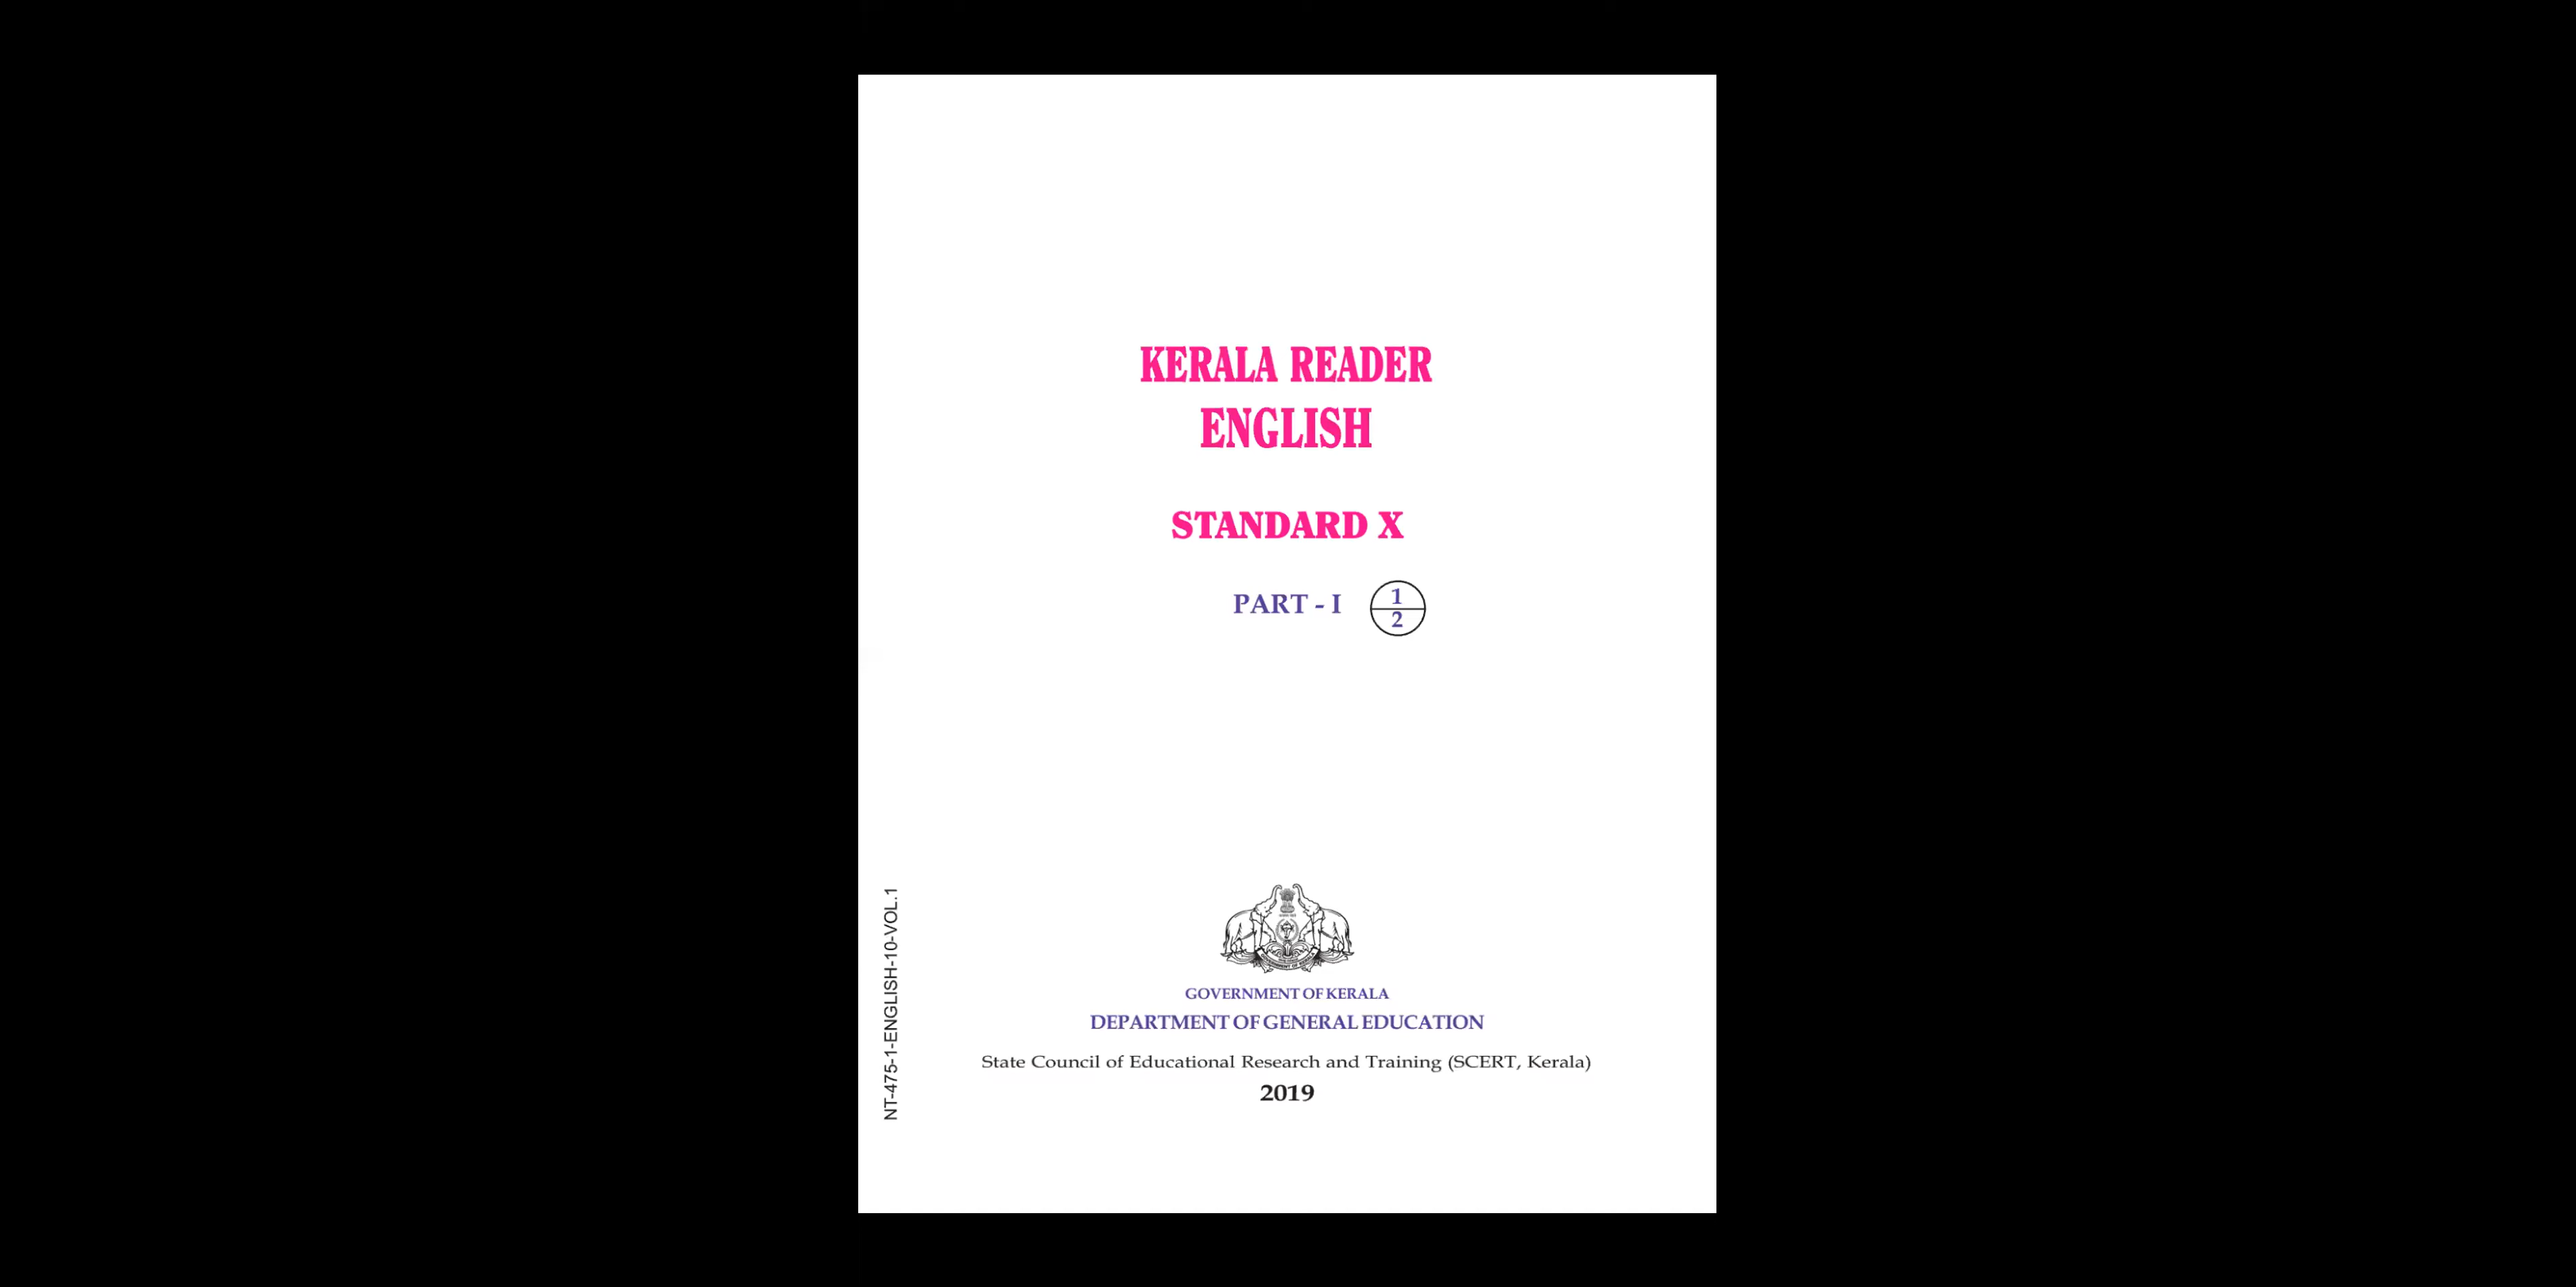 KERALA READER
ENGLISH
STANDARD X
PART - I
1
2
GOVERNMENT OF KERALA
DEPARTMENT OF GENERAL EDUCATION
State Council of Educational Research and Training (SCERT, Kerala)
2019
NT-475-1-ENGLISH-10-VOL.1